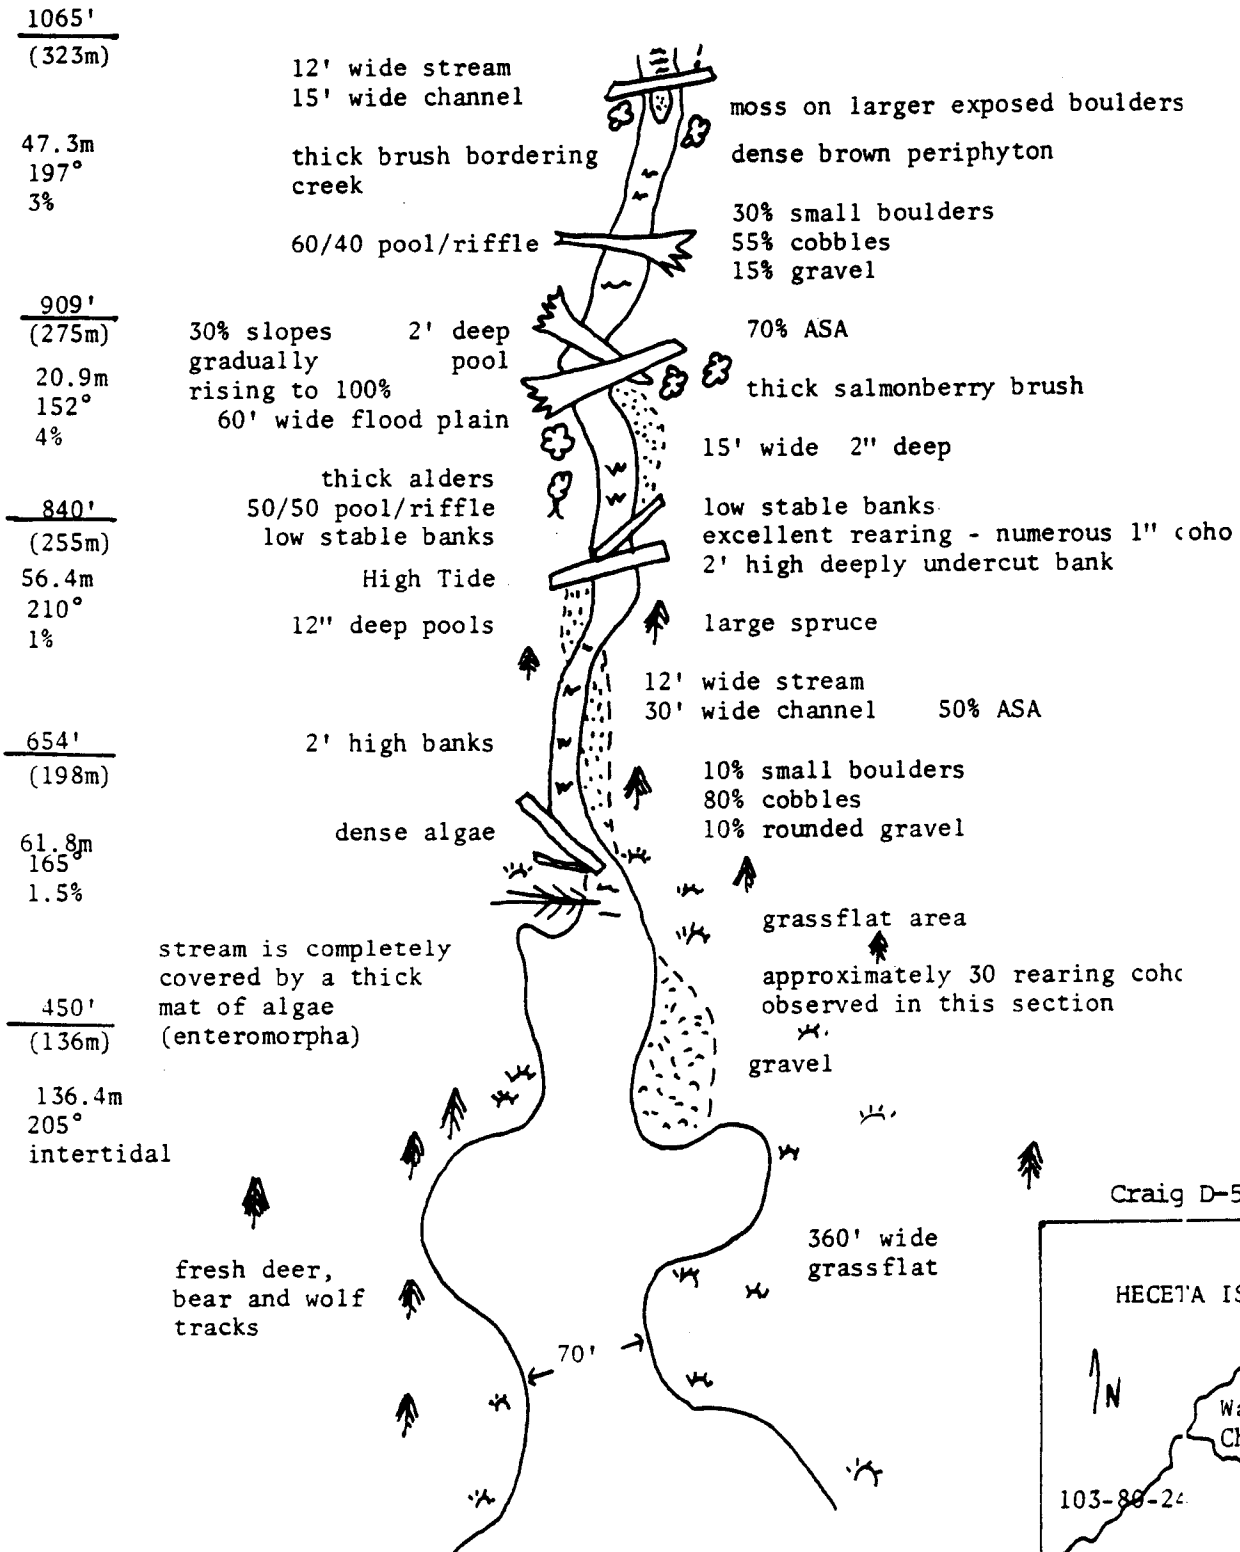 1065'
(323m)
12' wide stream
15' wide channel
moss on larger exposed boulders
47.3m
197°
3%
thick brush bordering
creek
dense brown periphyton
30% small boulders
55% cobbles
15% gravel
60/40 pool/riffle
909'
(275m)
20.9m
152°
4%
30% slopes
gradually
rising to 100%
2' deep
pool
60' wide flood plain
70% ASA
thick salmonberry brush
15' wide 2" deep
thick alders
50/50 pool/riffle
low stable banks
840'
(255m)
low stable banks
excellent rearing - numerous 1" coho
2' high deeply undercut bank
56.4m
210°
1%
High Tide
12" deep pools
large spruce
12' wide stream
30' wide channel 50% ASA
654'
(198m)
2' high banks
10% small boulders
80% cobbles
10% rounded gravel
61.8m
165°
1.5%
dense algae
grassflat area
stream is completely
covered by a thick
mat of algae
(enteromorpha)
approximately 30 rearing coho
observed in this section
450'
(136m)
gravel
136.4m
205°
intertidal
fresh deer,
bear and wolf
tracks
360' wide
grassflat
70'
Craig D-5
HECETA
N
103-80-24